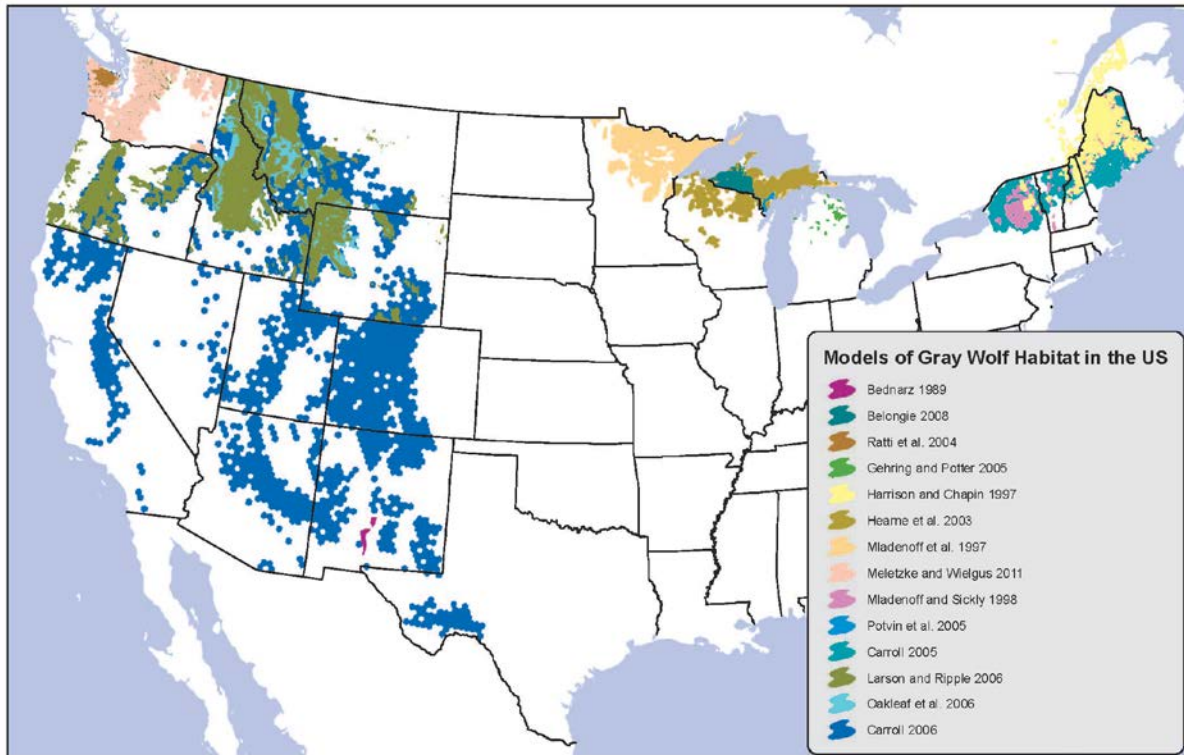 Models of Gray Wolf Habitat in the US
Bednarz 1989
Belongie 2008
Ratti et al. 2004
Gehring and Potter 2005
Harrison and Chapin 1997
Hearne et al. 2003
Mladenoff et al. 1997
Meletzke and Wielgus 2011
Mladenoff and Sickly 1998
Potvin et al. 2005
Carroll 2005
Larson and Ripple 2006
Oakleaf et al. 2006
Carroll 2006